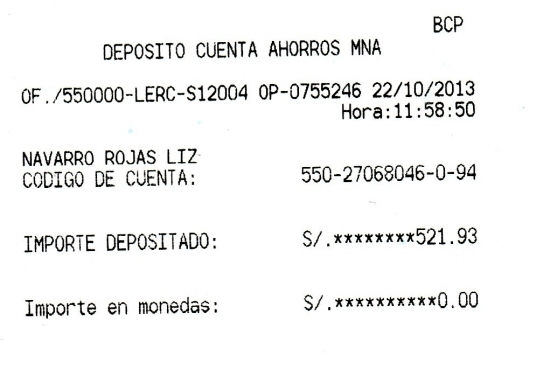 BCP
DEPOSITO CUENTA AHORROS MNA
OF./550000-LERC-S12004 OP-0755246 22/10/2013
Hora:11:58:50
NAVARRO ROJAS LIZ
CODIGO DE CUENTA: 550-27068046-0-94
IMPORTE DEPOSITADO: S/.********521.93
Importe en monedas: S/.**********0.00